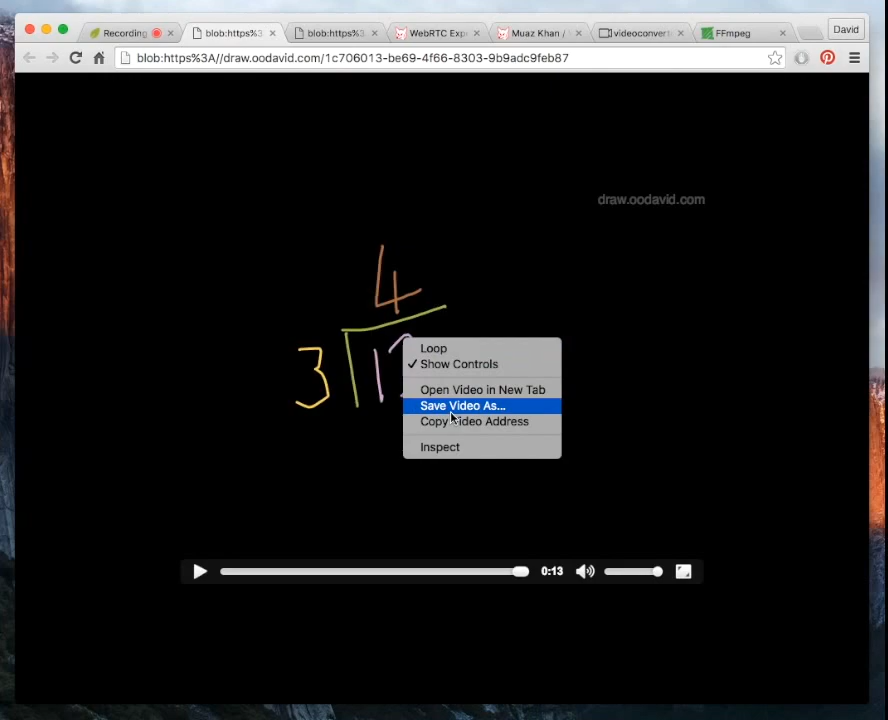 Recording
blob:https%3
blob:https%3
WebRTC Exp
Muaz Khan /
videoconvert
FFmpeg
David
blob:https%3A//draw.oodavid.com/1c706013-be69-4f66-8303-9b9adc9feb87
draw.oodavid.com
4
3 1
Loop
✓ Show Controls
Open Video in New Tab
Save Video As...
Copy Video Address
Inspect
0:13